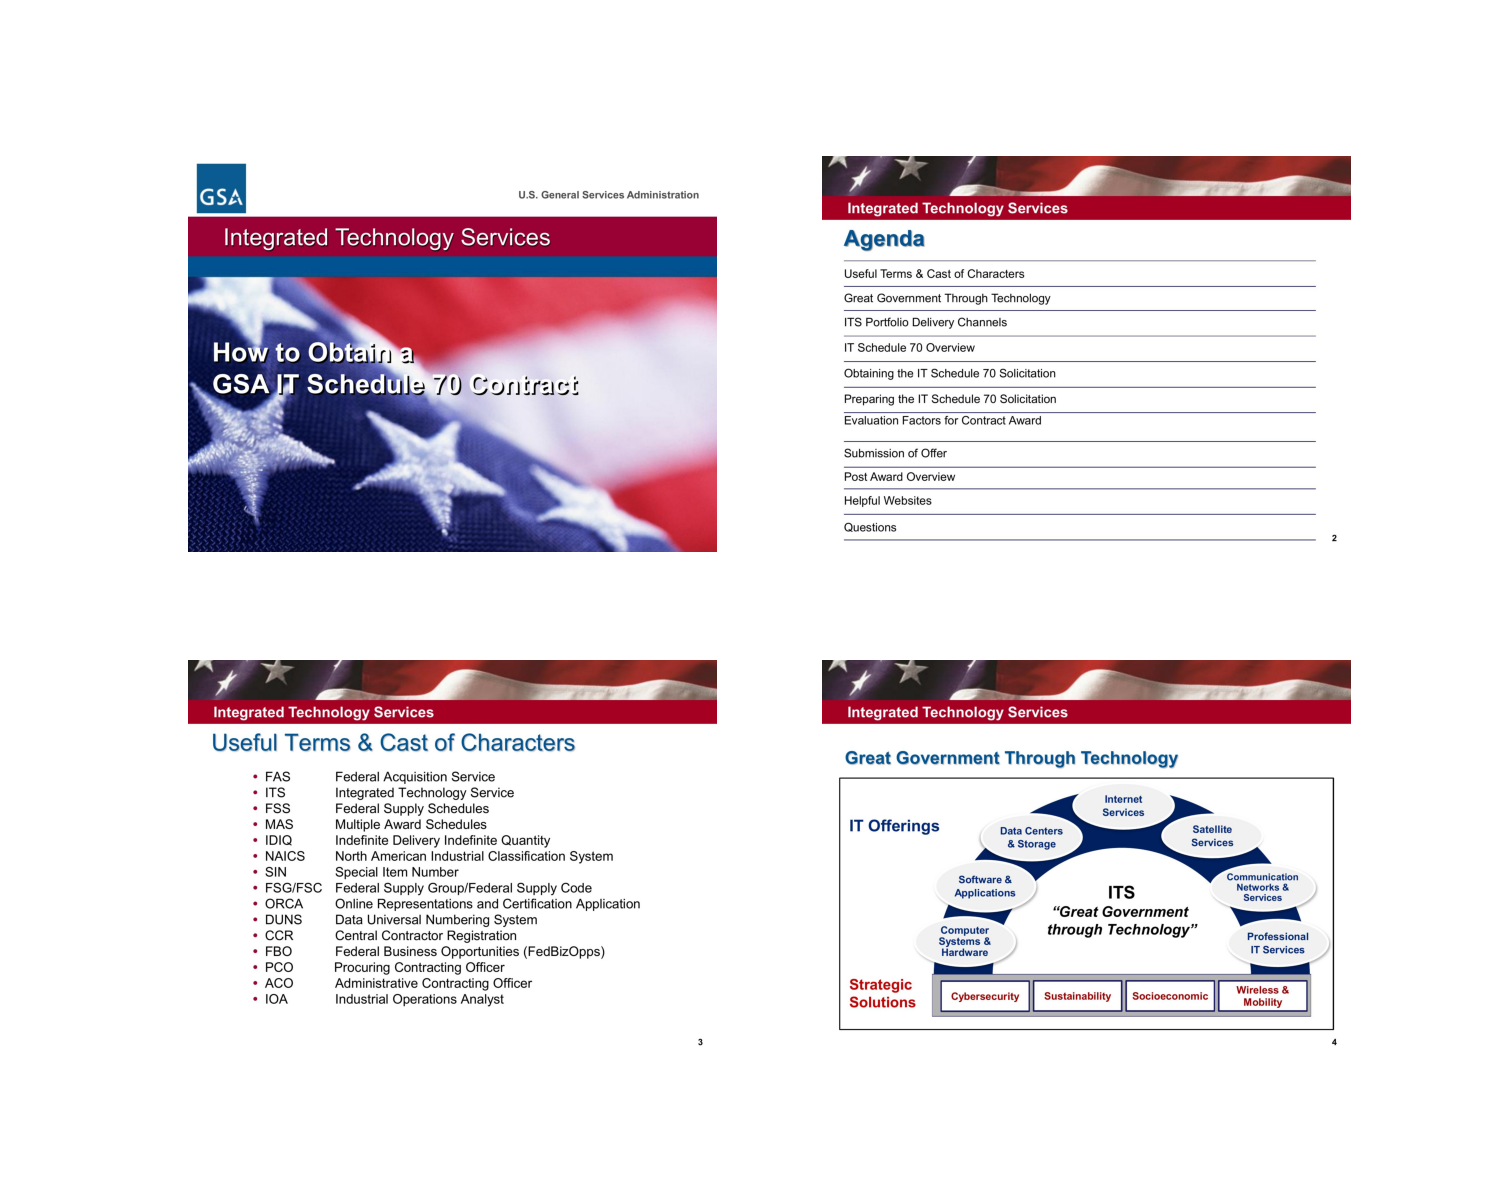 GSA
U.S. General Services Administration
Integrated Technology Services
How to Obtain a
GSA IT Schedule 70 Contract
Integrated Technology Services
Agenda
Useful Terms & Cast of Characters
Great Government Through Technology
ITS Portfolio Delivery Channels
IT Schedule 70 Overview
Obtaining the IT Schedule 70 Solicitation
Preparing the IT Schedule 70 Solicitation
Evaluation Factors for Contract Award
Submission of Offer
Post Award Overview
Helpful Websites
Questions
2
Integrated Technology Services
Useful Terms & Cast of Characters
• FAS Federal Acquisition Service
• ITS Integrated Technology Service
• FSS Federal Supply Schedules
• MAS Multiple Award Schedules
• IDIQ Indefinite Delivery Indefinite Quantity
• NAICS North American Industrial Classification System
• SIN Special Item Number
• FSG/FSC Federal Supply Group/Federal Supply Code
• ORCA Online Representations and Certification Application
• DUNS Data Universal Numbering System
• CCR Central Contractor Registration
• FBO Federal Business Opportunities (FedBizOpps)
• PCO Procuring Contracting Officer
• ACO Administrative Contracting Officer
• IOA Industrial Operations Analyst
3
Integrated Technology Services
Great Government Through Technology
IT Offerings
Computer
Systems &
Hardware
Software &
Applications
Data Centers
& Storage
Internet
Services
Satellite
Services
Communication
Networks &
Services
Professional
IT Services
ITS
“Great Government
through Technology”
Strategic
Solutions
Cybersecurity
Sustainability
Socioeconomic
Wireless &
Mobility
4